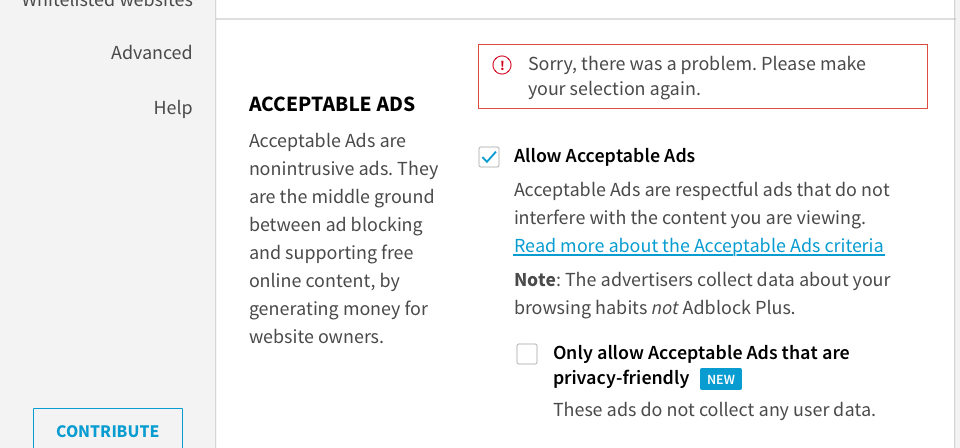 Whitelisted websites
Advanced
Help
CONTRIBUTE
ACCEPTABLE ADS
Acceptable Ads are
nonintrusive ads. They
are the middle ground
between ad blocking
and supporting free
online content, by
generating money for
website owners.
Sorry, there was a problem. Please make
your selection again.
Allow Acceptable Ads
Acceptable Ads are respectful ads that do not
interfere with the content you are viewing.
Read more about the Acceptable Ads criteria
Note: The advertisers collect data about your
browsing habits not Adblock Plus.
Only allow Acceptable Ads that are
privacy-friendly NEW
These ads do not collect any user data.